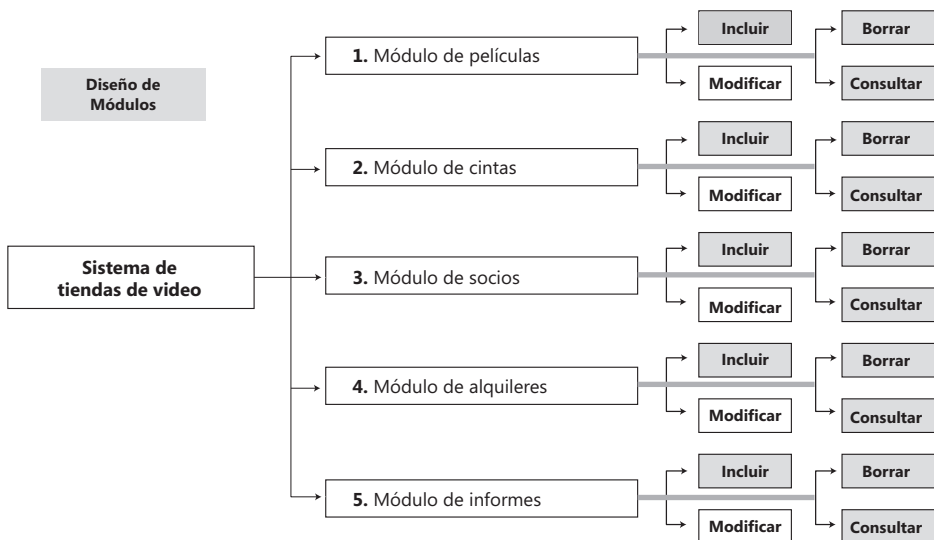 Diseño de
Módulos
Sistema de
tiendas de video
1. Módulo de películas
Incluir
Modificar
Borrar
Consultar
2. Módulo de cintas
Incluir
Modificar
Borrar
Consultar
3. Módulo de socios
Incluir
Modificar
Borrar
Consultar
4. Módulo de alquileres
Incluir
Modificar
Borrar
Consultar
5. Módulo de informes
Incluir
Modificar
Borrar
Consultar